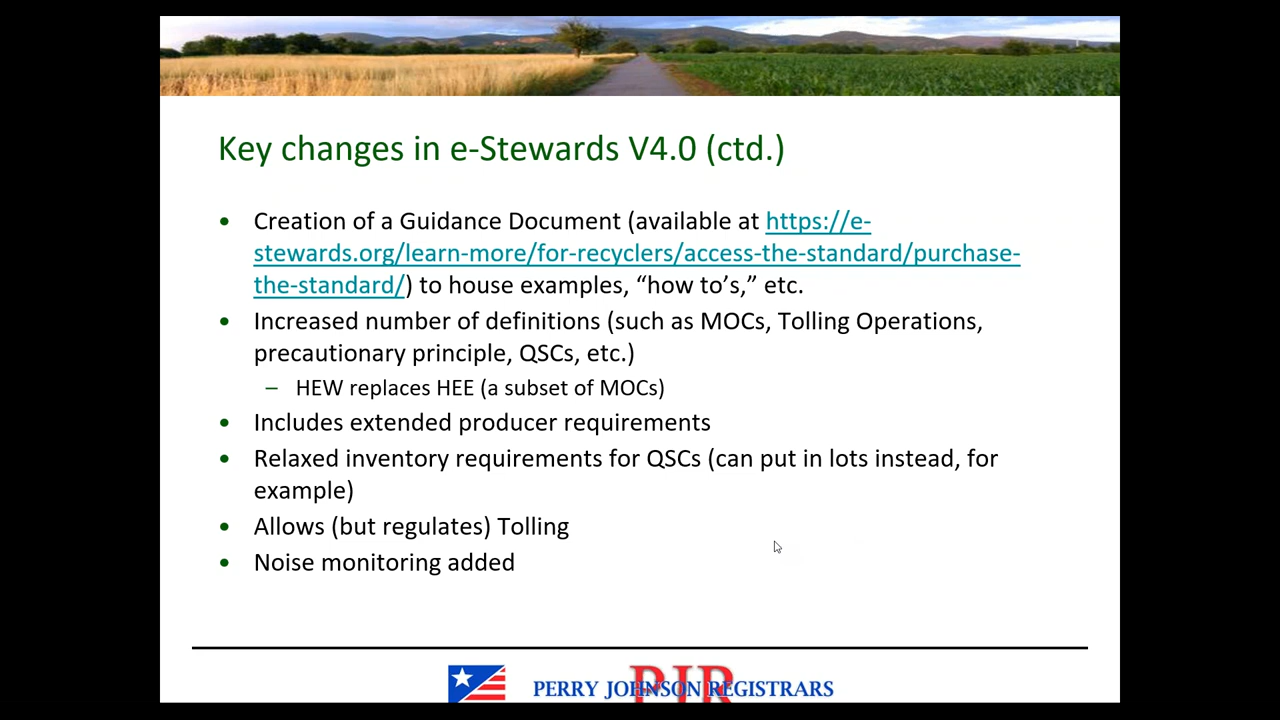 Key changes in e-Stewards V4.0 (ctd.)
• Creation of a Guidance Document (available at https://e-
stewards.org/learn-more/for-recyclers/access-the-standard/purchase-
the-standard/) to house examples, “how to’s,” etc.
• Increased number of definitions (such as MOCs, Tolling Operations,
precautionary principle, QSCs, etc.)
– HEW replaces HEE (a subset of MOCs)
• Includes extended producer requirements
• Relaxed inventory requirements for QSCs (can put in lots instead, for
example)
• Allows (but regulates) Tolling
• Noise monitoring added
PJR
PERRY JOHNSON REGISTRARS